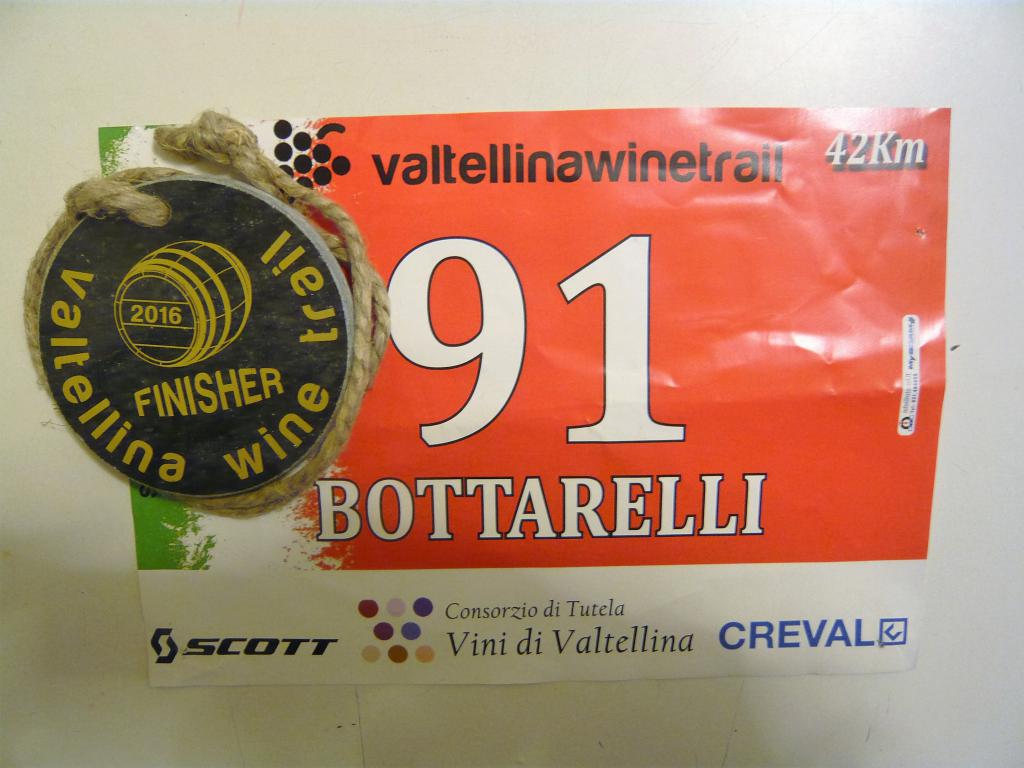 valtellinawinetrail
42Km
91
BOTTARELLI
2016
FINISHER
valtellina wine trail
SCOTT
Consorzio di Tutela
Vini di Valtellina
CREVAL